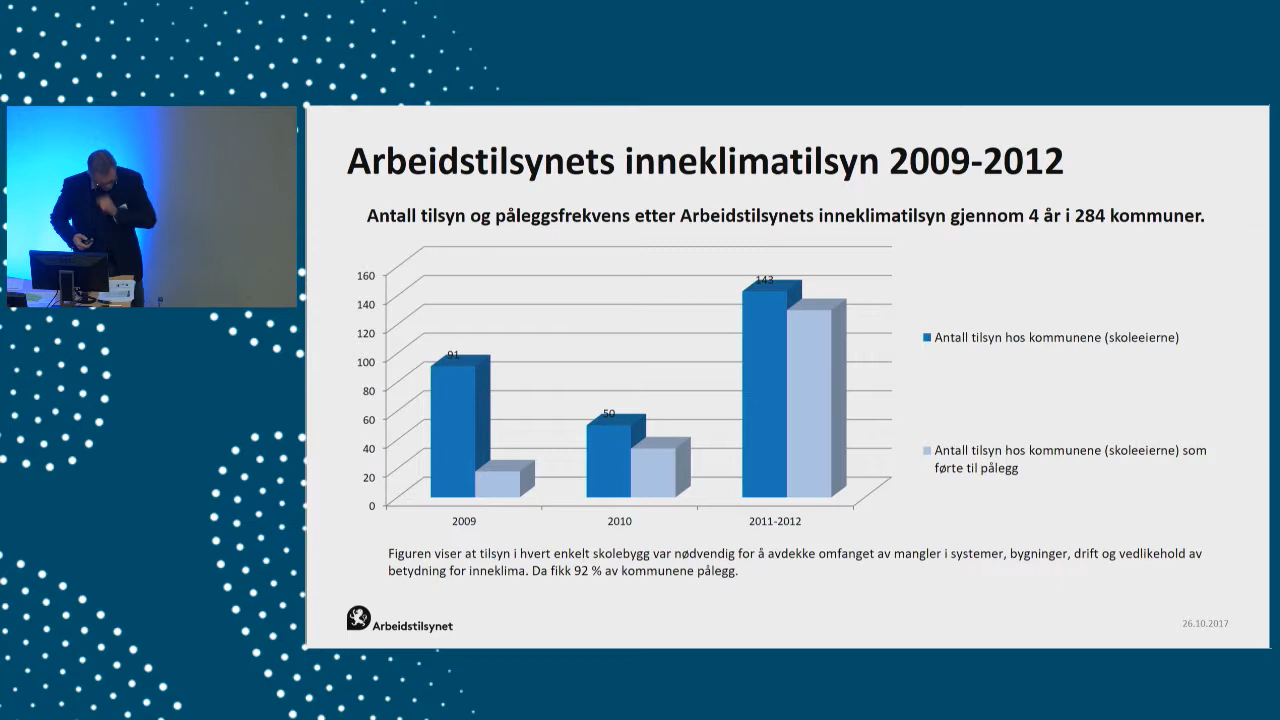 Arbeidstilsynets inneklimatilsyn 2009-2012
Antall tilsyn og påleggsfrekvens etter Arbeidstilsynets inneklimatilsyn gjennom 4 år i 284 kommuner.
160
140
120
100
80
60
40
20
0
91
50
143
2009
2010
2011-2012
Antall tilsyn hos kommunene (skoleeierne)
Antall tilsyn hos kommunene (skoleeierne) som
førte til pålegg
Figuren viser at tilsyn i hvert enkelt skolebygg var nødvendig for å avdekke omfanget av mangler i systemer, bygninger, drift og vedlikehold av
betydning for inneklima. Da fikk 92 % av kommunene pålegg.
Arbeidstilsynet
26.10.2017